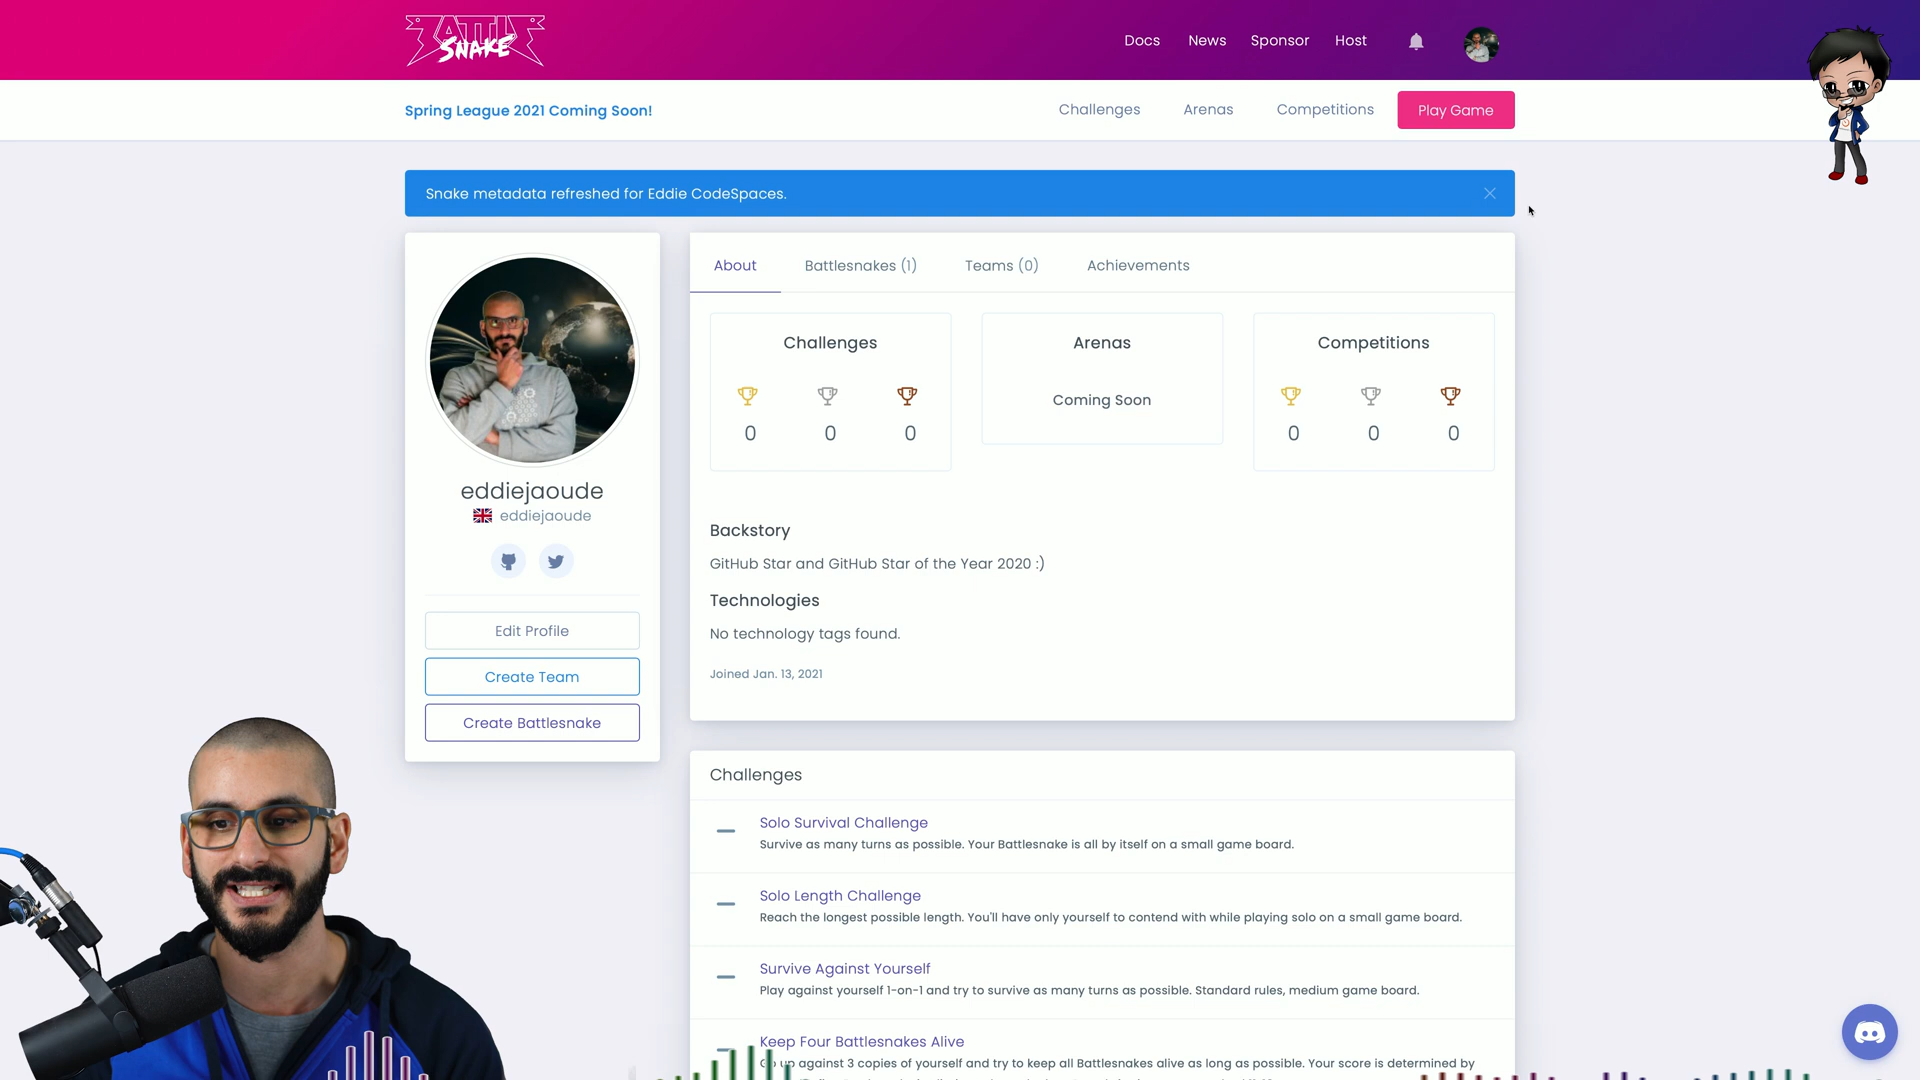 BATTLE
SNAKE
Docs News Sponsor Host
Spring League 2021 Coming Soon!
Challenges Arenas Competitions Play Game
Snake metadata refreshed for Eddie CodeSpaces.
About Battlesnakes (1) Teams (0) Achievements
Challenges Arenas Competitions
Coming Soon
0 0 0 0 0 0
eddiejaoude
eddiejaoude
Edit Profile
Create Team
Create Battlesnake
Backstory
GitHub Star and GitHub Star of the Year 2020 :)
Technologies
No technology tags found.
Joined Jan. 13, 2021
Challenges
Solo Survival Challenge
Survive as many turns as possible. Your Battlesnake is all by itself on a small game board.
Solo Length Challenge
Reach the longest possible length. You'll have only yourself to contend with while playing solo on a small game board.
Survive Against Yourself
Play against yourself 1-on-1 and try to survive as many turns as possible. Standard rules, medium game board.
Keep Four Battlesnakes Alive
up against 3 copies of yourself and try to keep all Battlesnakes alive as long as possible. Your score is determined by